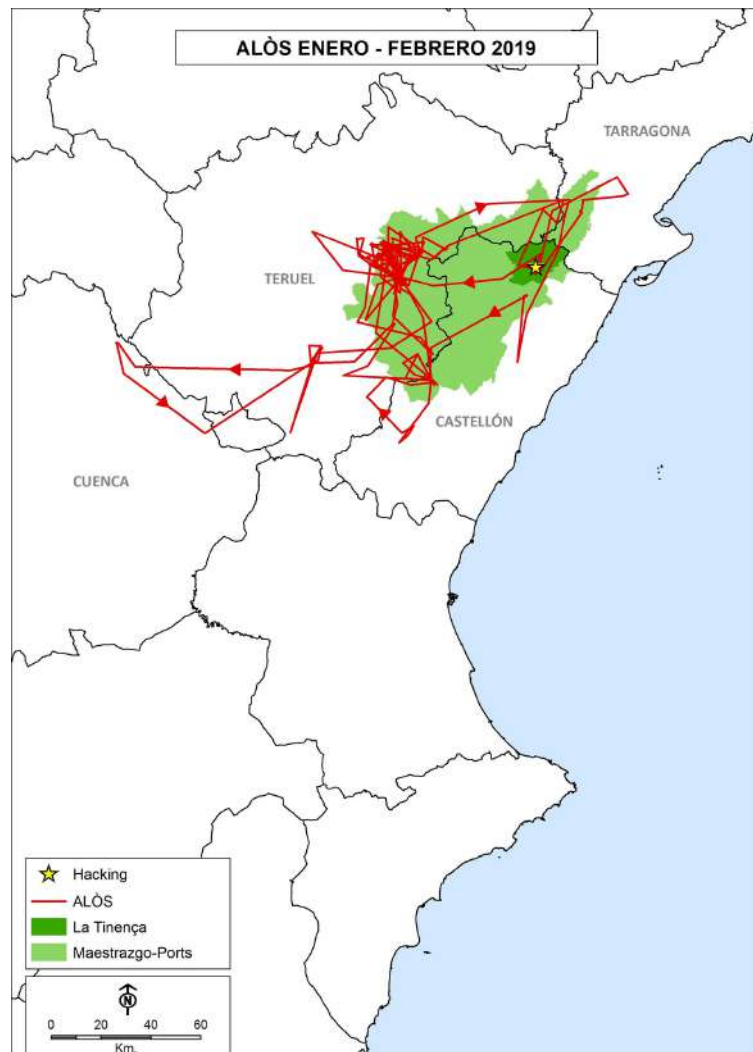 ALÒS ENERO - FEBRERO 2019
TARRAGONA
TERUEL
CASTELLÓN
CUENCA
Hacking
ALÒS
La Tinença
Maestrazgo-Ports
N
0 20 40 60
Km.